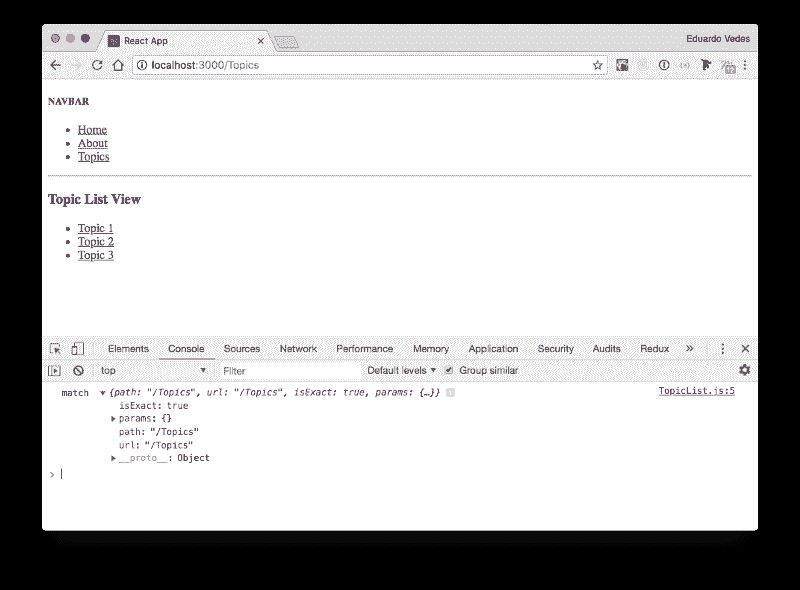 React App
Eduardo Vedes
localhost:3000/Topics
NAVBAR
Home
About
Topics
Topic List View
Topic 1
Topic 2
Topic 3
Elements Console Sources Network Performance Memory Application Security Audits Redux »
top Filter Default levels Group similar
match {path: "/Topics", url: "/Topics", isExact: true, params: {…}} TopicList.js:5
isExact: true
params: {}
path: "/Topics"
url: "/Topics"
__proto__: Object
>